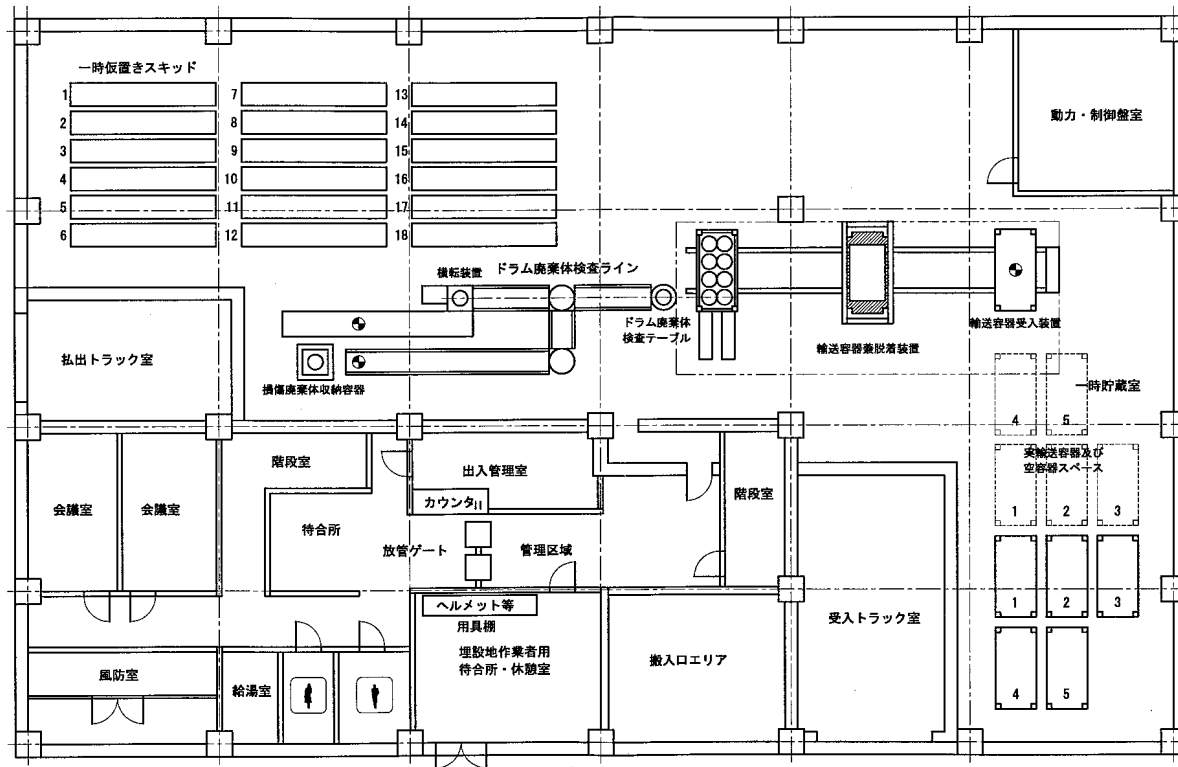 一時仮置きスキッド
1
2
3
4
5
6
7
8
9
10
11
12
13
14
15
16
17
18
動力・制御盤室
横転装置
ドラム廃棄体検査ライン
ドラム廃棄体
検査テーブル
輸送容器蓋脱着装置
輸送容器受入装置
払出トラック室
損傷廃棄体収納容器
一時貯蔵室
4
5
実輸送容器及び
空容器スペース
1
2
3
1
2
3
4
5
会議室
会議室
階段室
待合所
出入管理室
カウンター
放管ゲート
管理区域
階段室
ヘルメット等
用具棚
埋設地作業者用
待合所・休憩室
搬入口エリア
受入トラック室
風防室
給湯室